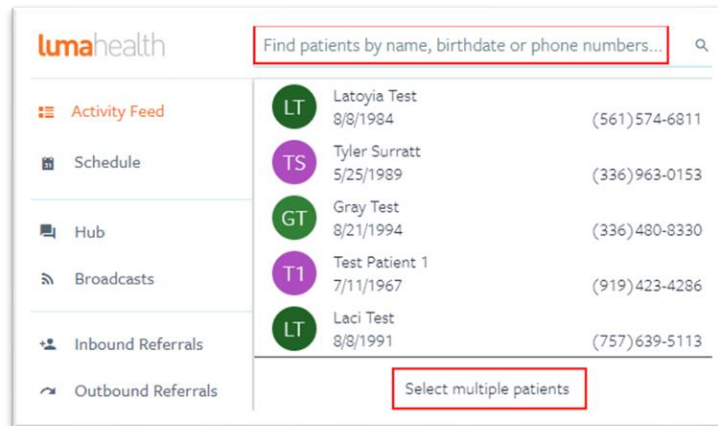 lumahealth
Find patients by name, birthdate or phone numbers...
Activity Feed
Schedule
Hub
Broadcasts
Inbound Referrals
Outbound Referrals
LT
Latoyia Test
8/8/1984
(561)574-6811
TS
Tyler Surratt
5/25/1989
(336)963-0153
GT
Gray Test
8/21/1994
(336)480-8330
T1
Test Patient 1
7/11/1967
(919)423-4286
LT
Laci Test
8/8/1991
(757)639-5113
Select multiple patients